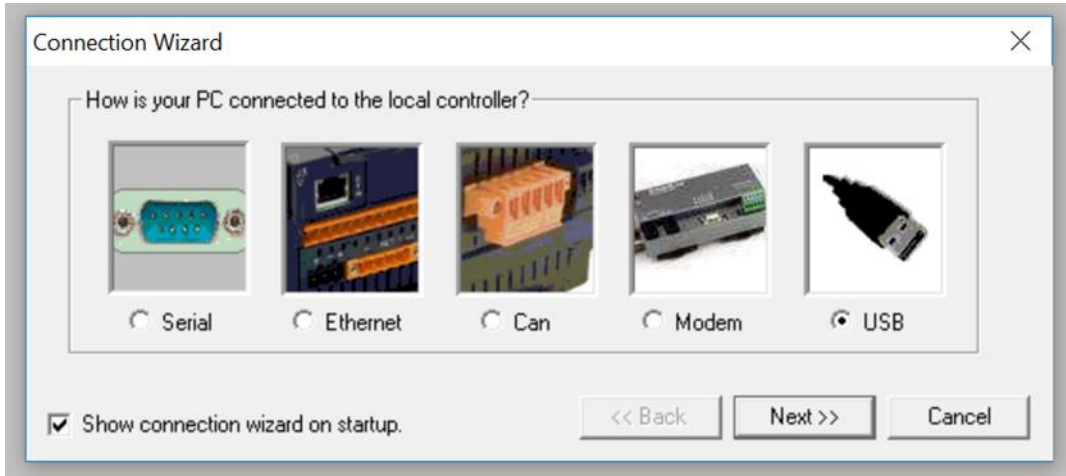 Connection Wizard
How is your PC connected to the local controller?
Serial Ethernet Can Modem USB
Show connection wizard on startup. << Back Next >> Cancel